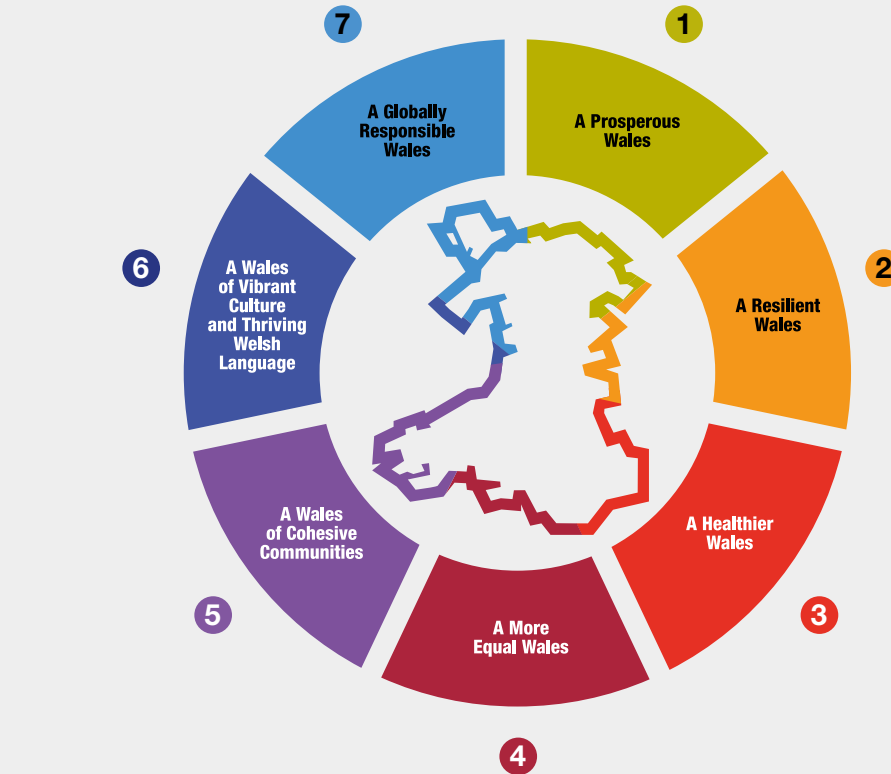 1
A Prosperous
Wales
2
A Resilient
Wales
3
A Healthier
Wales
4
A More
Equal Wales
5
A Wales
of Cohesive
Communities
6
A Wales
of Vibrant
Culture
and Thriving
Welsh
Language
7
A Globally
Responsible
Wales